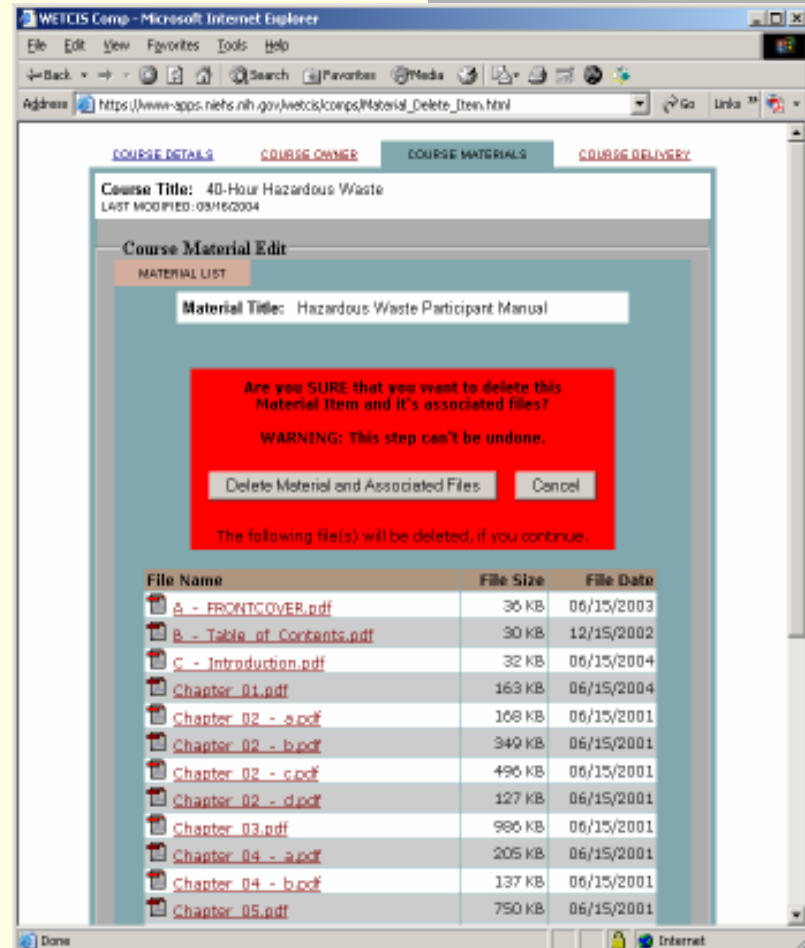 WETCIS Comp - Microsoft Internet Explorer
File Edit View Favorites Tools Help
Back Search Favorites Media
Address https://www-apps.niehs.nih.gov/wetcis/comps/Material_Delete_Item.html Go Links »
COURSE DETAILS COURSE OWNER COURSE MATERIALS COURSE DELIVERY
Course Title: 40-Hour Hazardous Waste
LAST MODIFIED: 09/16/2004
Course Material Edit
MATERIAL LIST
Material Title: Hazardous Waste Participant Manual
Are you SURE that you want to delete this
Material Item and it's associated files?
WARNING: This step can't be undone.
Delete Material and Associated Files Cancel
The following file(s) will be deleted, if you continue.
File Name File Size File Date
A - FRONTCOVER.pdf 36 KB 06/15/2003
B - Table of Contents.pdf 30 KB 12/15/2002
C - Introduction.pdf 32 KB 06/15/2004
Chapter 01.pdf 163 KB 06/15/2004
Chapter 02 - a.pdf 168 KB 06/15/2001
Chapter 02 - b.pdf 349 KB 06/15/2001
Chapter 02 - c.pdf 496 KB 06/15/2001
Chapter 02 - d.pdf 127 KB 06/15/2001
Chapter 03.pdf 986 KB 06/15/2001
Chapter 04 - a.pdf 205 KB 06/15/2001
Chapter 04 - b.pdf 137 KB 06/15/2001
Chapter 05.pdf 750 KB 06/15/2001
Done Internet